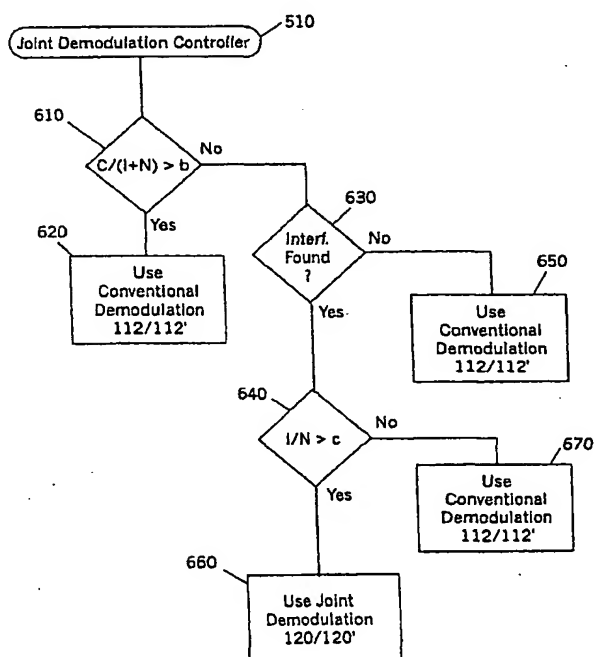 510
Joint Demodulation Controller
610
C/(I+N) > b
No
Yes
630
Interf.
Found
?
No
Yes
620
Use
Conventional
Demodulation
112/112'
650
Use
Conventional
Demodulation
112/112'
640
I/N > c
No
Yes
670
Use
Conventional
Demodulation
112/112'
660
Use Joint
Demodulation
120/120'